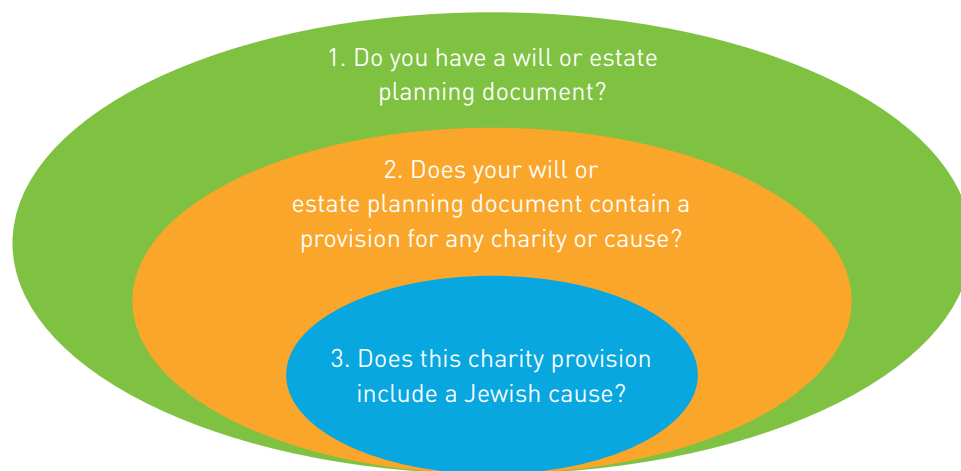 1. Do you have a will or estate
planning document?
2. Does your will or
estate planning document contain a
provision for any charity or cause?
3. Does this charity provision
include a Jewish cause?